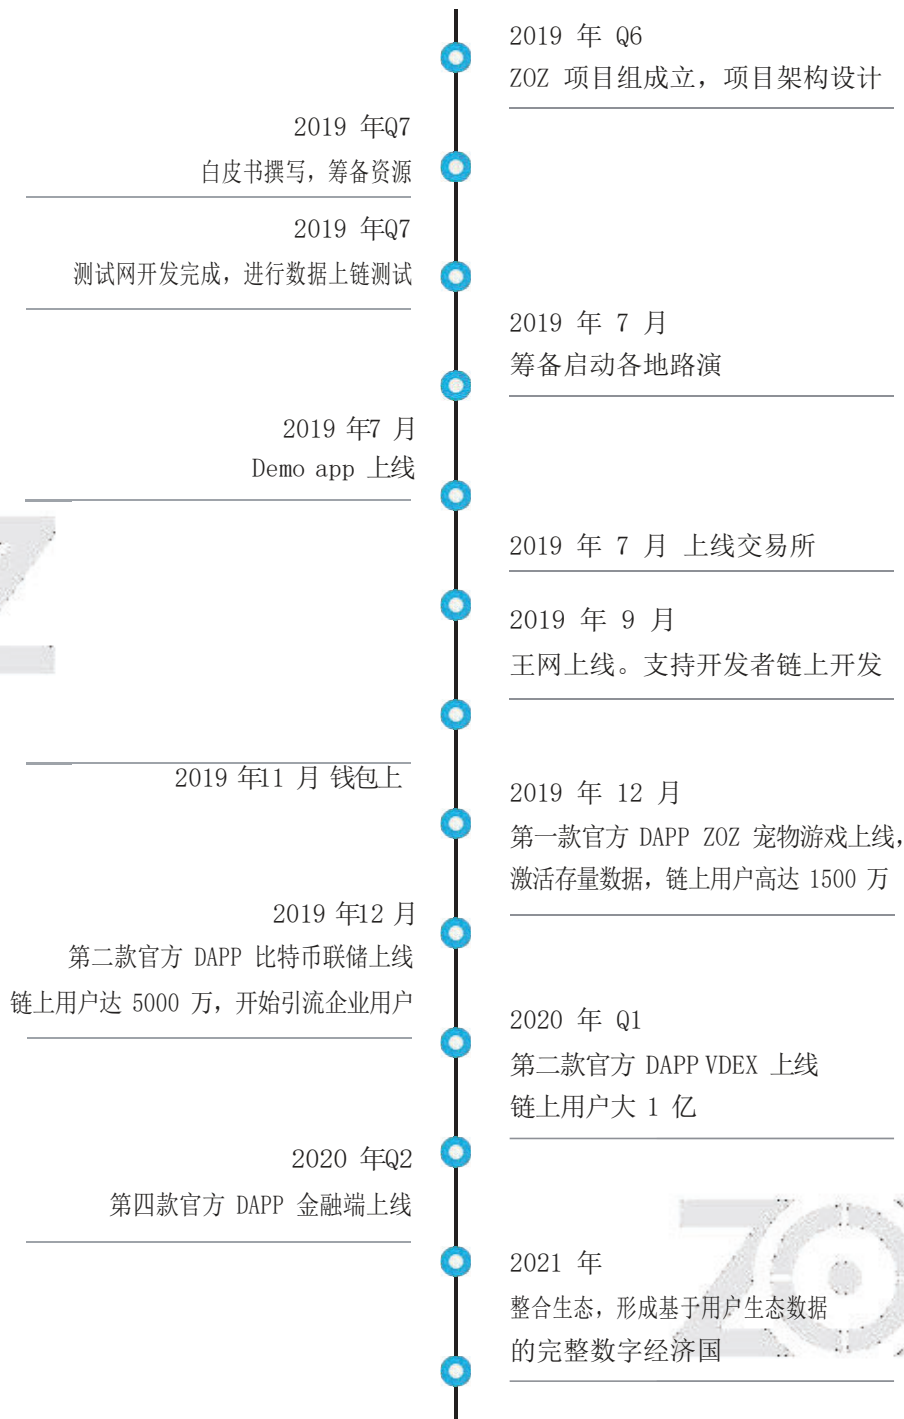 2019 年 Q6
ZOZ 项目组成立，项目架构设计
2019 年Q7
白皮书撰写，筹备资源
2019 年Q7
测试网开发完成，进行数据上链测试
2019 年 7 月
筹备启动各地路演
2019 年7 月
Demo app 上线
2019 年 7 月 上线交易所
2019 年 9 月
王网上线。支持开发者链上开发
2019 年11 月 钱包上
2019 年 12 月
第一款官方 DAPP ZOZ 宠物游戏上线，
激活存量数据，链上用户高达 1500 万
2019 年12 月
第二款官方 DAPP 比特币联储上线
链上用户达 5000 万，开始引流企业用户
2020 年 Q1
第二款官方 DAPP VDEX 上线
链上用户大 1 亿
2020 年Q2
第四款官方 DAPP 金融端上线
2021 年
整合生态，形成基于用户生态数据
的完整数字经济国